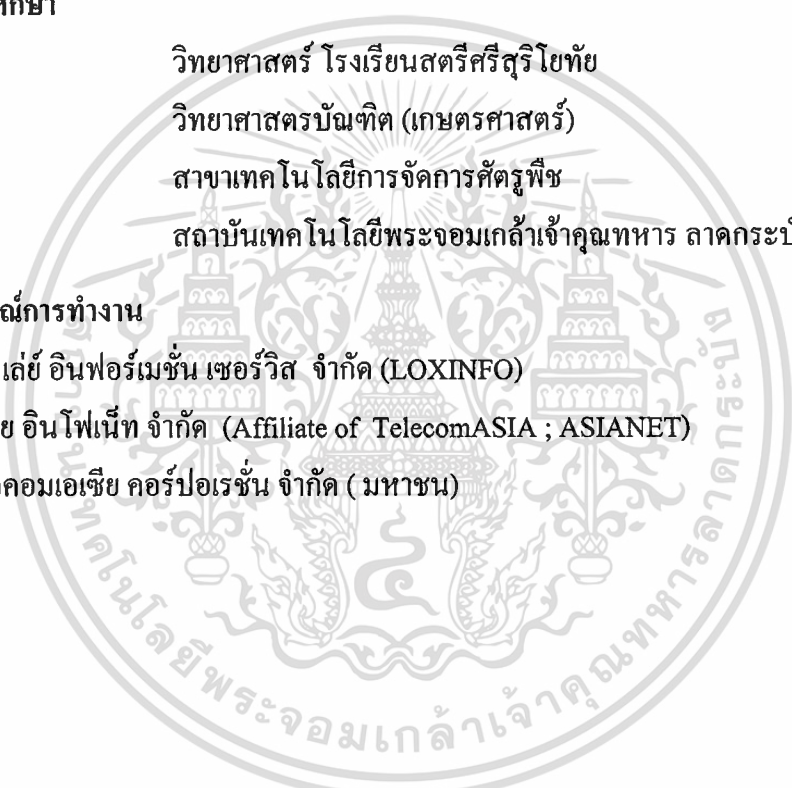 วิทยาศาสตร์ โรงเรียนสตรีศรีสุริโยทัย
วิทยาศาสตรบัณฑิต (เกษตรศาสตร์)
สาขาเทคโนโลยีการจัดการศัตรูพืช
สถาบันเทคโนโลยีพระจอมเกล้าเจ้าคุณทหาร ลาดกระบั
ณ์การทำงาน
เล่ย์ อินฟอร์เมชั่น เซอร์วิส จำกัด (LOXINFO)
ย อินโฟเน็ท จำกัด (Affiliate of TelecomASIA ; ASIANET)
คอมเอเซีย คอร์ปอเรชั่น จำกัด ( มหาชน)